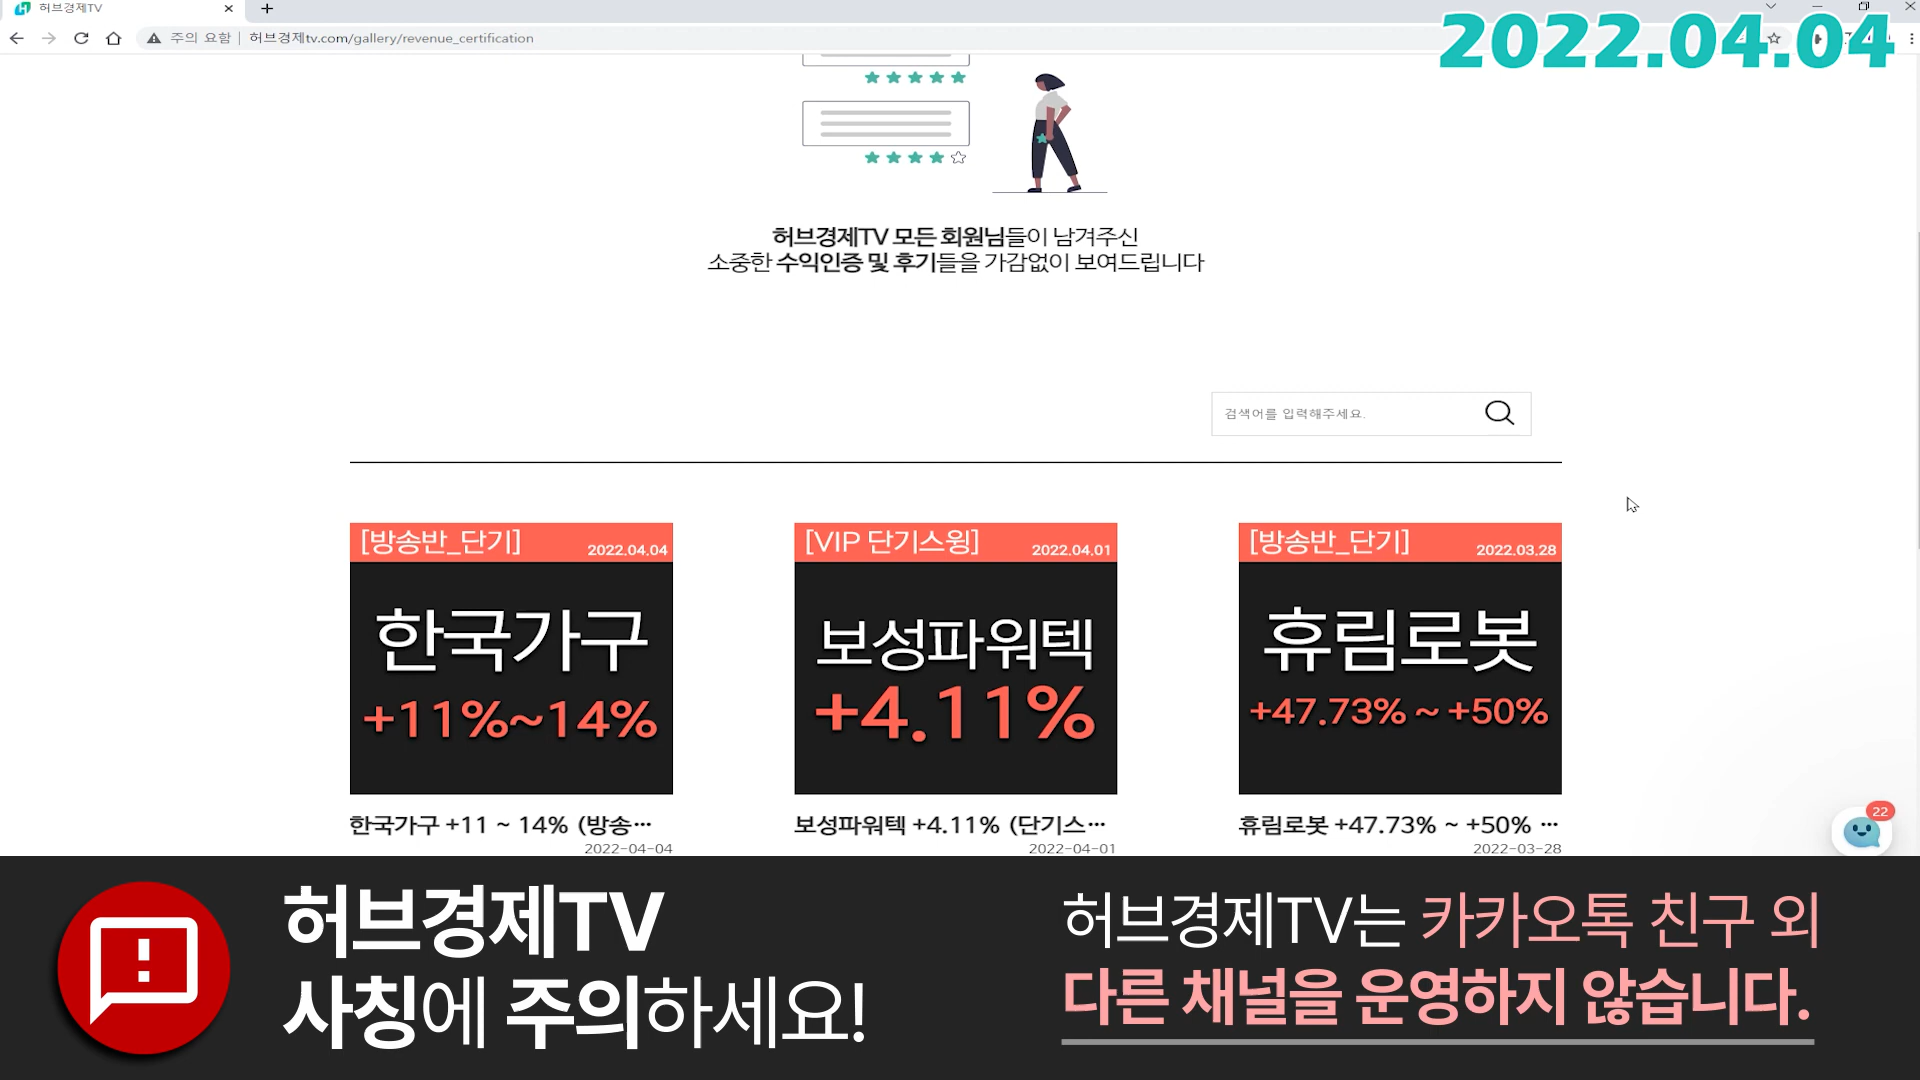 허브경제TV
2022.04.04
주의 요함 | 허브경제tv.com/gallery/revenue_certification
허브경제TV 모든 회원님들이 남겨주신
소중한 수익인증 및 후기들을 가감없이 보여드립니다
검색어를 입력해주세요.
[방송반_단기] 2022.04.04
한국가구
+11%~14%
한국가구 +11 ~ 14% (방송…
2022-04-04
[VIP 단기스윙] 2022.04.01
보성파워텍
+4.11%
보성파워텍 +4.11% (단기스…
2022-04-01
[방송반_단기] 2022.03.28
휴림로봇
+47.73% ~ +50%
휴림로봇 +47.73% ~ +50% …
2022-03-28
22
허브경제TV
사칭에 주의하세요!
허브경제TV는 카카오톡 친구 외
다른 채널을 운영하지 않습니다.